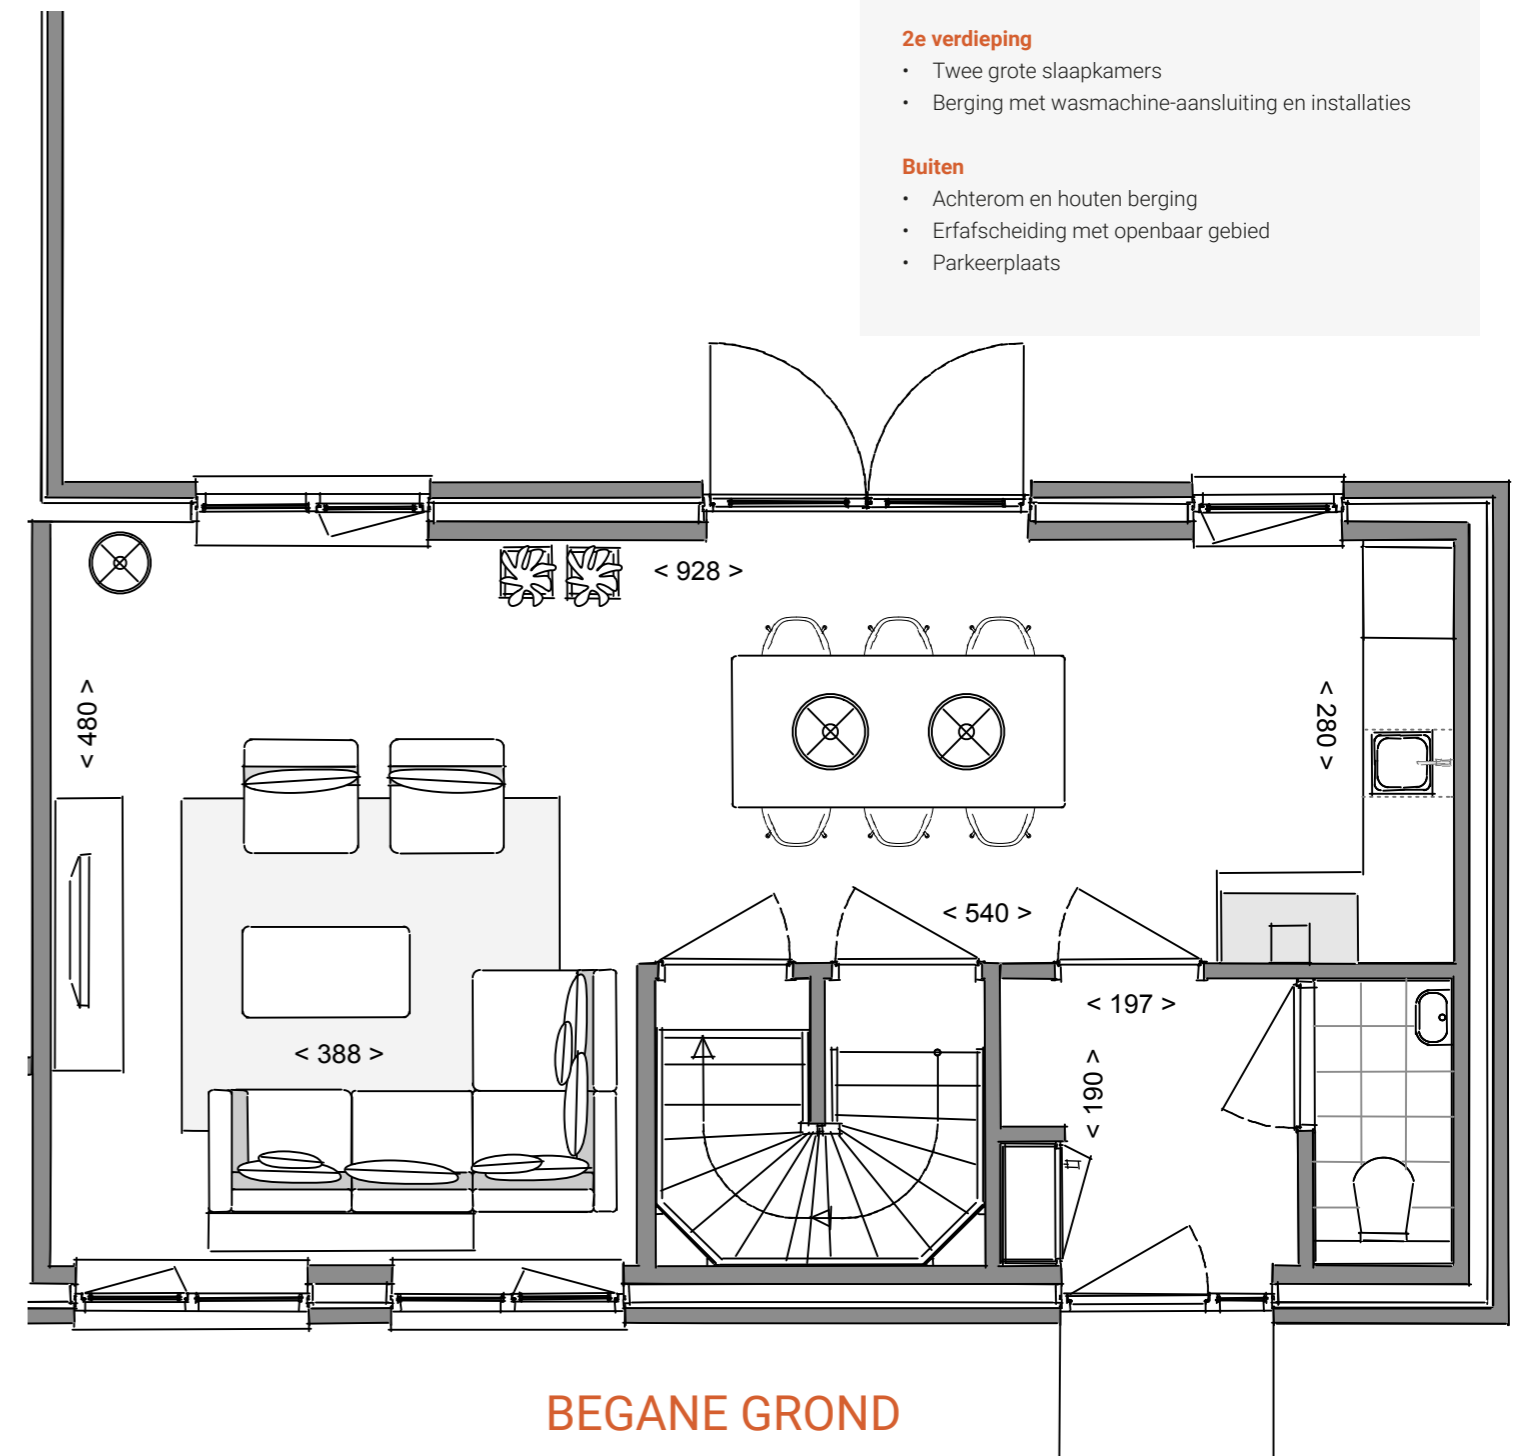 2e verdieping
• Twee grote slaapkamers
• Berging met wasmachine-aansluiting en installaties
Buiten
• Achterom en houten berging
• Erfafscheiding met openbaar gebied
• Parkeerplaats
< 928 >
< 480 >
< 280 >
< 540 >
< 197 >
< 388 >
< 190 >
BEGANE GROND